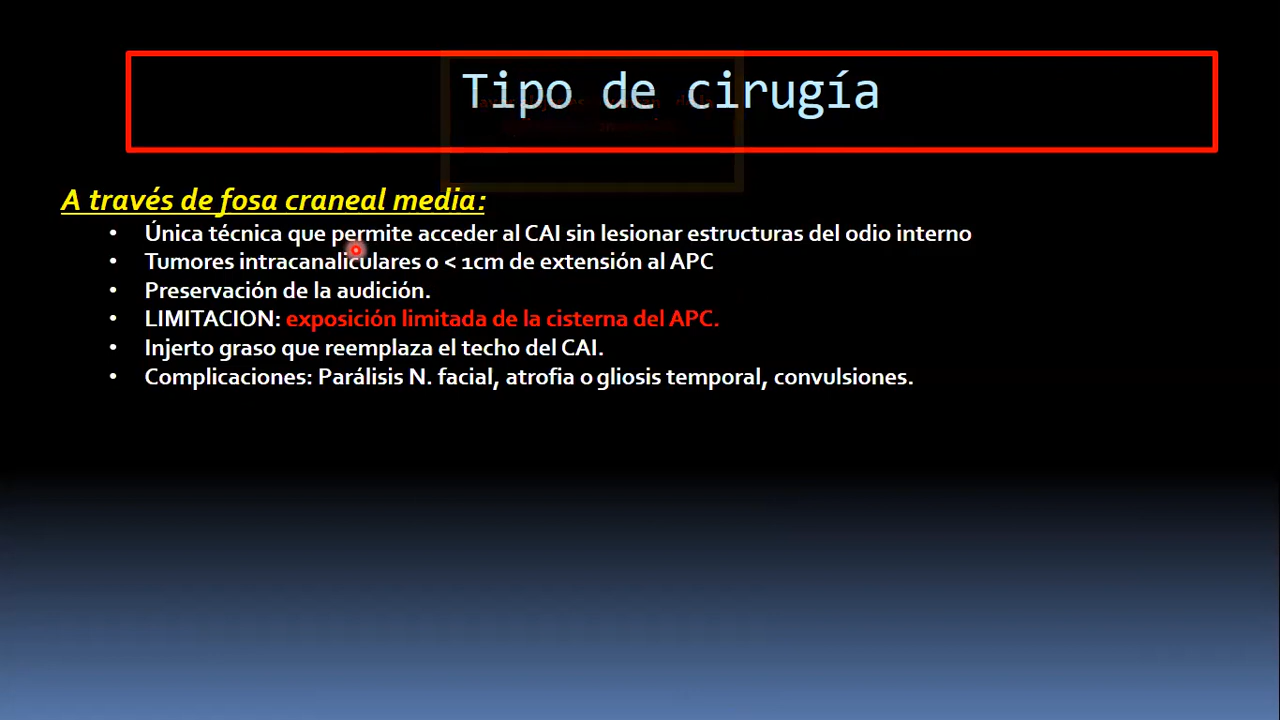 Tipo de cirugía
A través de fosa craneal media:
• Única técnica que permite acceder al CAI sin lesionar estructuras del odio interno
• Tumores intracanaliculares o < 1cm de extensión al APC
• Preservación de la audición.
• LIMITACION: exposición limitada de la cisterna del APC.
• Injerto graso que reemplaza el techo del CAI.
• Complicaciones: Parálisis N. facial, atrofia o gliosis temporal, convulsiones.